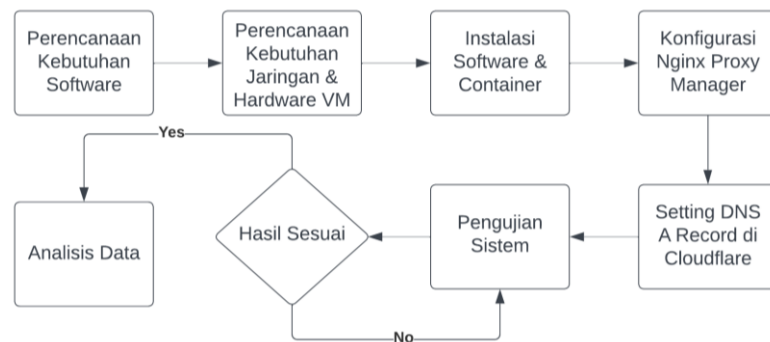 Perencanaan
Kebutuhan
Software
Perencanaan
Kebutuhan
Jaringan &
Hardware VM
Instalasi
Software &
Container
Konfigurasi
Nginx Proxy
Manager
Setting DNS
A Record di
Cloudflare
Pengujian
Sistem
Hasil Sesuai
Yes
No
Analisis Data